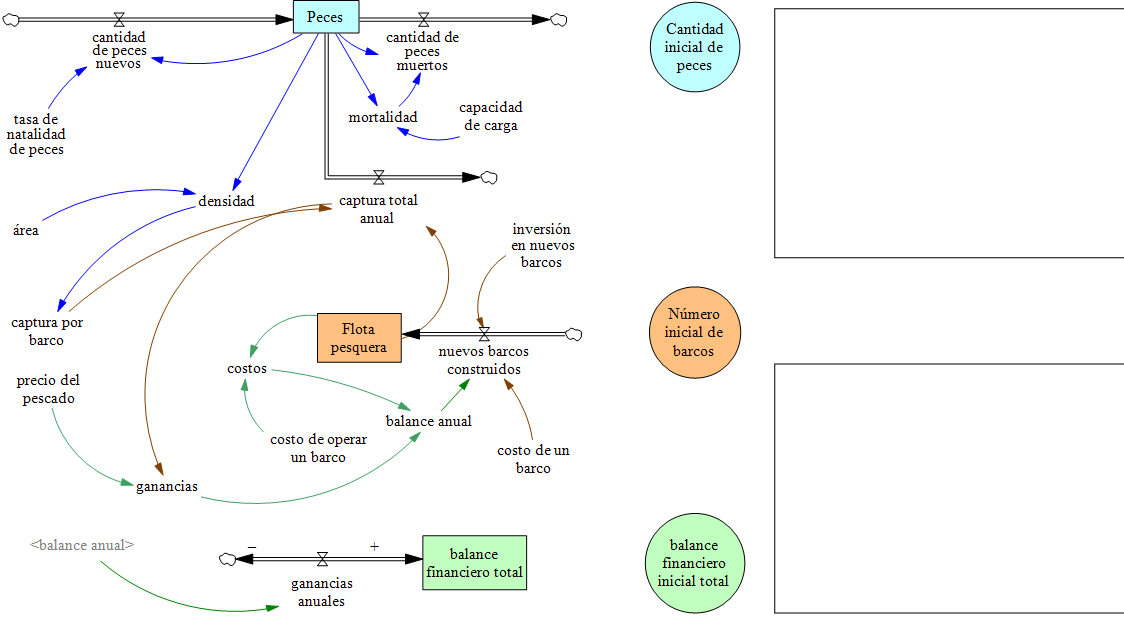 Peces
cantidad
de peces
nuevos
cantidad de
peces
muertos
tasa de
natalidad
de peces
mortalidad
capacidad
de carga
densidad
área
captura total
anual
inversión
en nuevos
barcos
captura por
barco
Flota
pesquera
nuevos barcos
construidos
costos
precio del
pescado
balance anual
costo de operar
un barco
costo de un
barco
ganancias
<balance anual>
−
+
balance
financiero total
ganancias
anuales
Cantidad
inicial de
peces
Número
inicial de
barcos
balance
financiero
inicial total